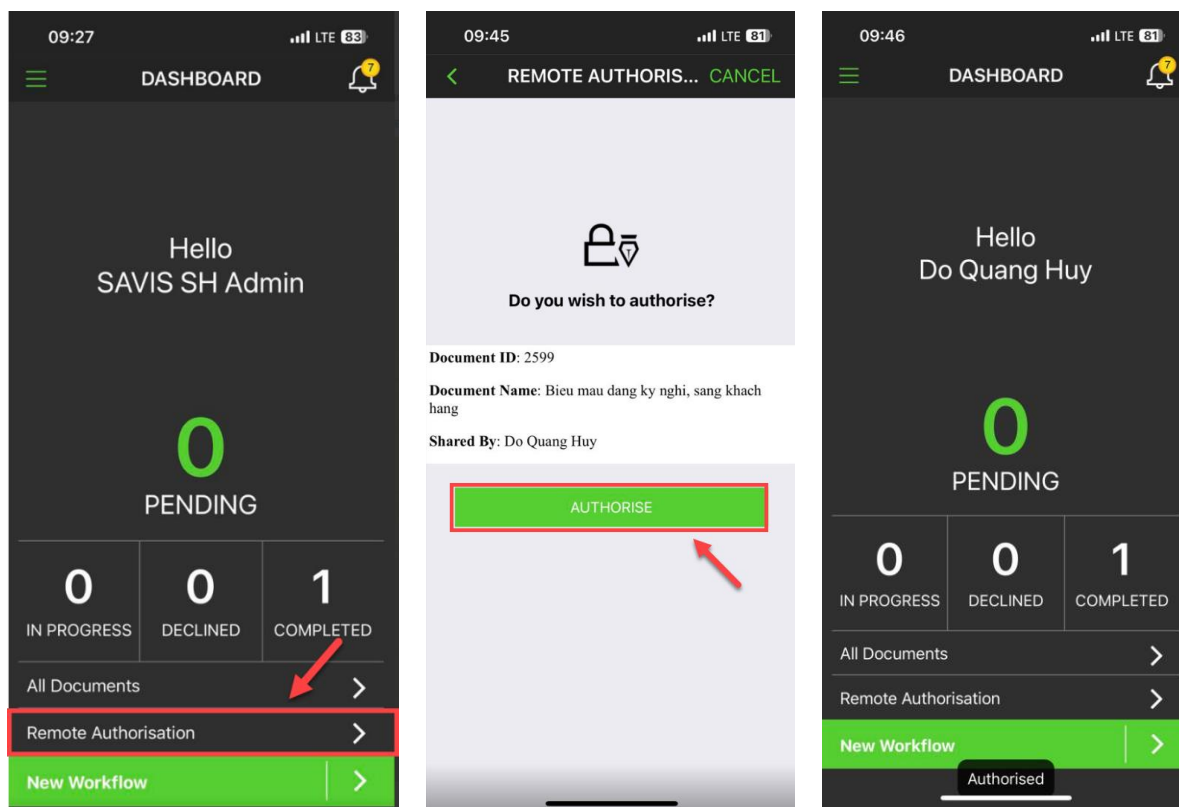 09:27 LTE 83
DASHBOARD 7
Hello
SAVIS SH Admin
0
PENDING
0 0 1
IN PROGRESS DECLINED COMPLETED
All Documents
Remote Authorisation
New Workflow
09:45 LTE 81
REMOTE AUTHORIS... CANCEL
Do you wish to authorise?
Document ID: 2599
Document Name: Bieu mau dang ky nghi, sang khach
hang
Shared By: Do Quang Huy
AUTHORISE
09:46 LTE 81
DASHBOARD 7
Hello
Do Quang Huy
0
PENDING
0 0 1
IN PROGRESS DECLINED COMPLETED
All Documents
Remote Authorisation
New Workflow
Authorised